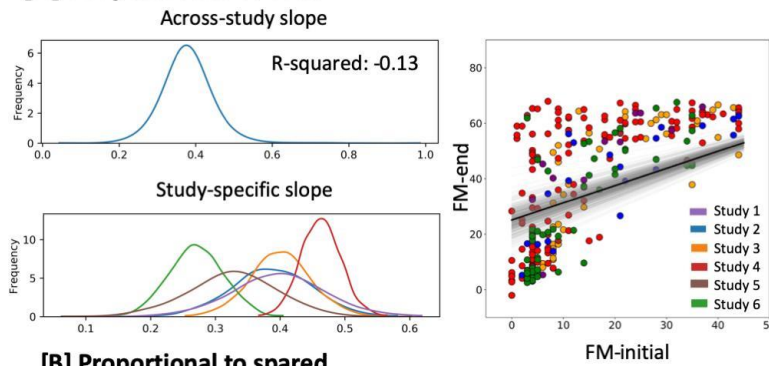 Across-study slope
R-squared: -0.13
Frequency
6
4
2
0
0.0 0.2 0.4 0.6 0.8 1.0
Study-specific slope
Frequency
10
5
0
0.1 0.2 0.3 0.4 0.5 0.6
FM-end
80
60
40
20
0
Study 1
Study 2
Study 3
Study 4
Study 5
Study 6
0 10 20 30 40
FM-initial
[B] Proportional to spared